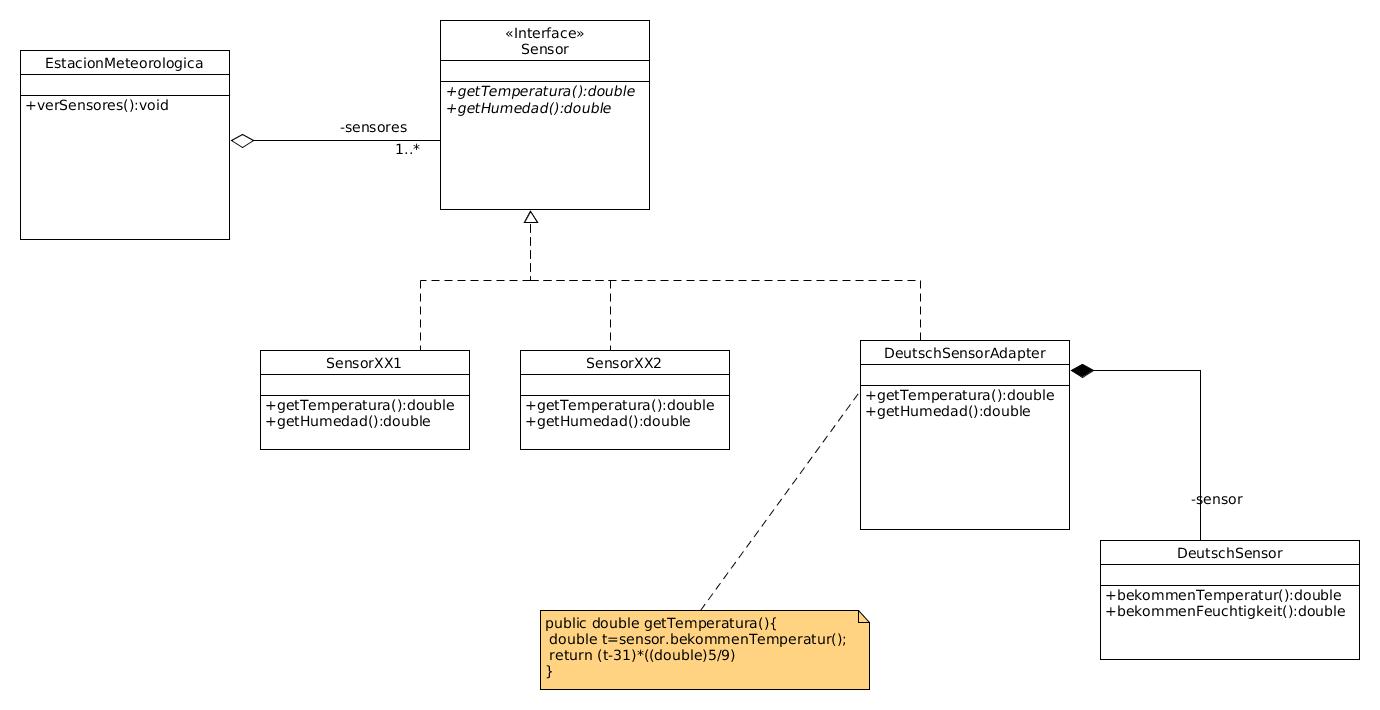 EstacionMeteorologica
+verSensores():void
-sensores
1..*
«Interface»
Sensor
+getTemperatura():double
+getHumedad():double
SensorXX1
+getTemperatura():double
+getHumedad():double
SensorXX2
+getTemperatura():double
+getHumedad():double
DeutschSensorAdapter
+getTemperatura():double
+getHumedad():double
-sensor
DeutschSensor
+bekommenTemperatur():double
+bekommenFeuchtigkeit():double
public double getTemperatura(){
double t=sensor.bekommenTemperatur();
return (t-31)*((double)5/9)
}